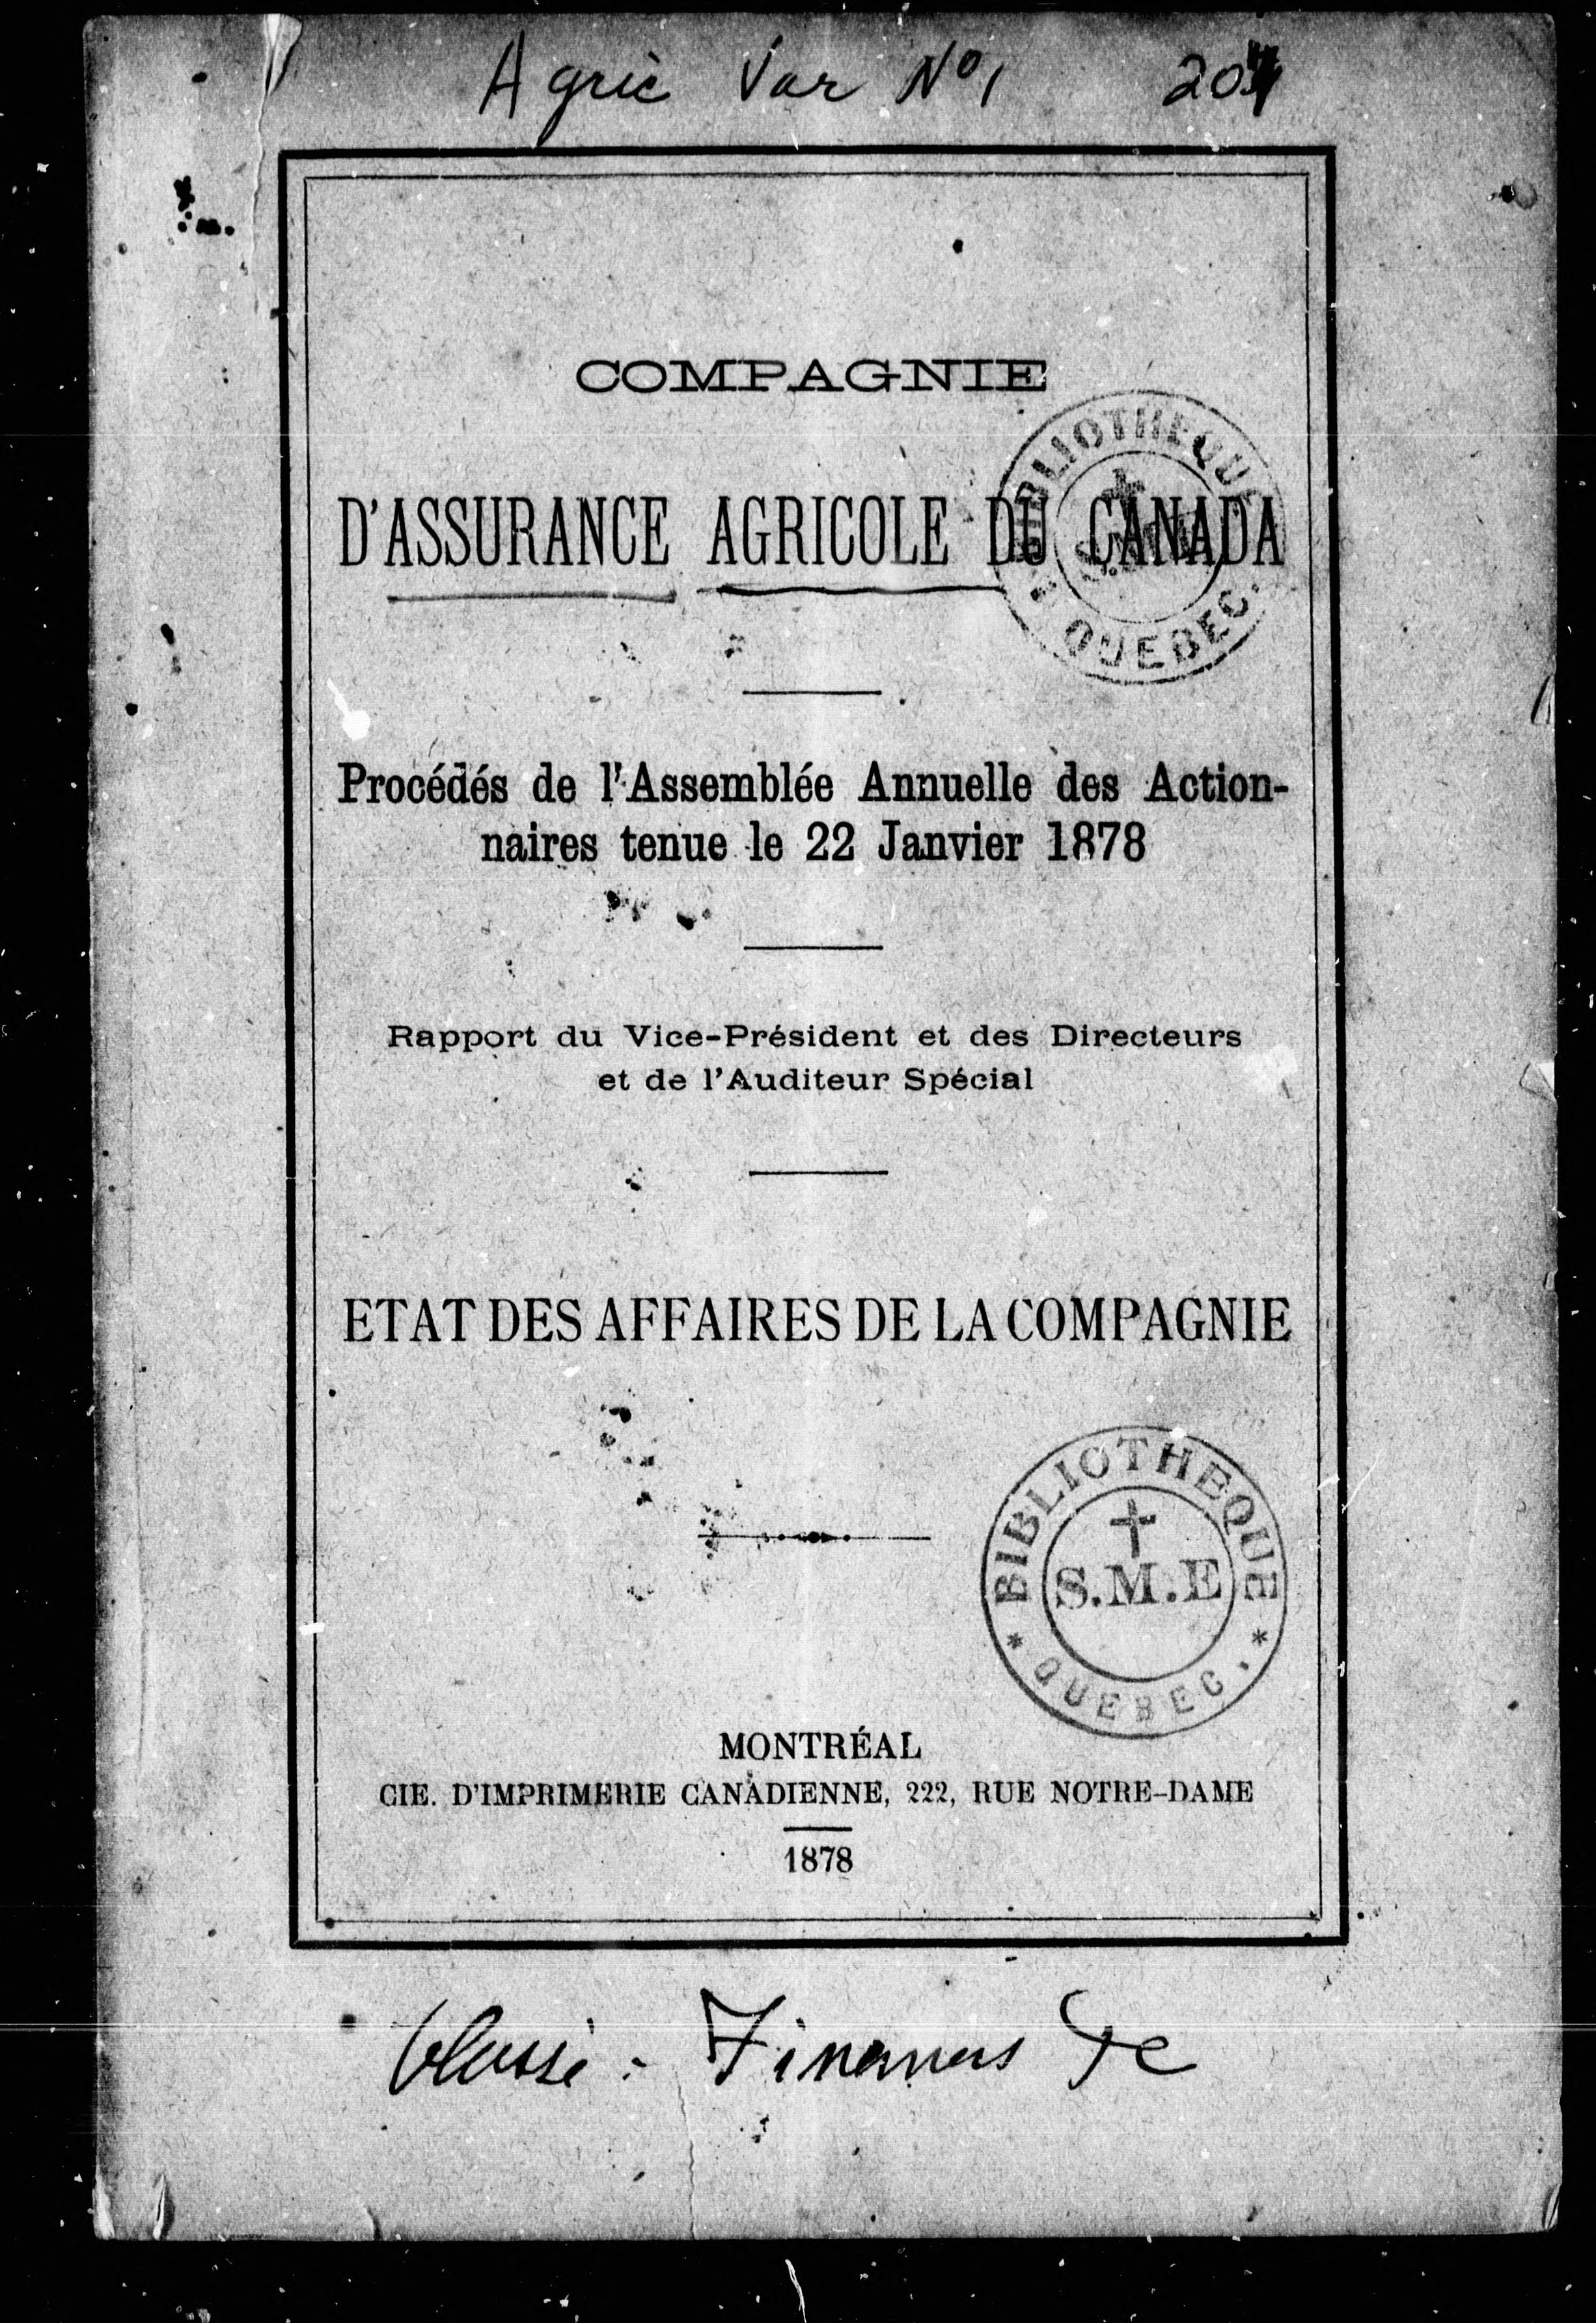 Agric Var No 1 20
COMPAGNIE
D'ASSURANCE AGRICOLE DU CANADA
BIBLIOTHEQUE
QUEBEC.
Procédés de l'Assemblée Annuelle des Action-
naires tenue le 22 Janvier 1878
Rapport du Vice-Président et des Directeurs
et de l'Auditeur Spécial
ETAT DES AFFAIRES DE LA COMPAGNIE
BIBLIOTHEQUE
S.M.E
* QUEBEC. *
MONTRÉAL
CIE. D'IMPRIMERIE CANADIENNE, 222, RUE NOTRE-DAME
1878